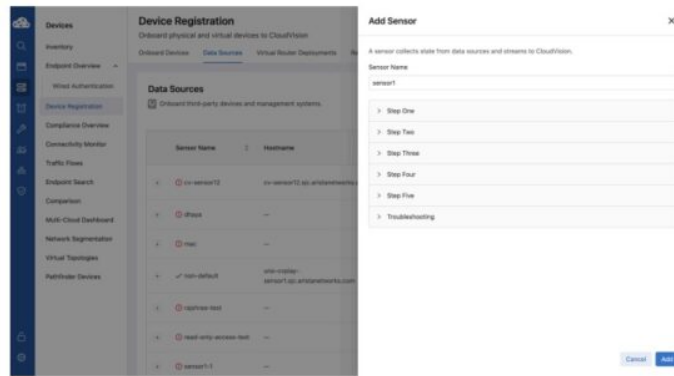 Devices
Inventory
Endpoint Overview
Wired Authentication
Device Registration
Compliance Overview
Connectivity Monitor
Traffic Flows
Endpoint Search
Comparison
Multi-Cloud Dashboard
Network Segmentation
Virtual Topologies
Pathfinder Devices
Device Registration
Onboard physical and virtual devices to CloudVision
Onboard Devices Data Sources Virtual Router Deployments
Data Sources
Onboard third-party devices and management systems
Sensor Name Hostname
cv-sensor12
dhaya —
mac —
non-default
—
read-only-access-test —
sensor1-1 —
Add Sensor
A sensor collects state from data sources and streams to CloudVision.
Sensor Name
sensor1
> Step One
> Step Two
> Step Three
> Step Four
> Step Five
> Troubleshooting
Cancel Add